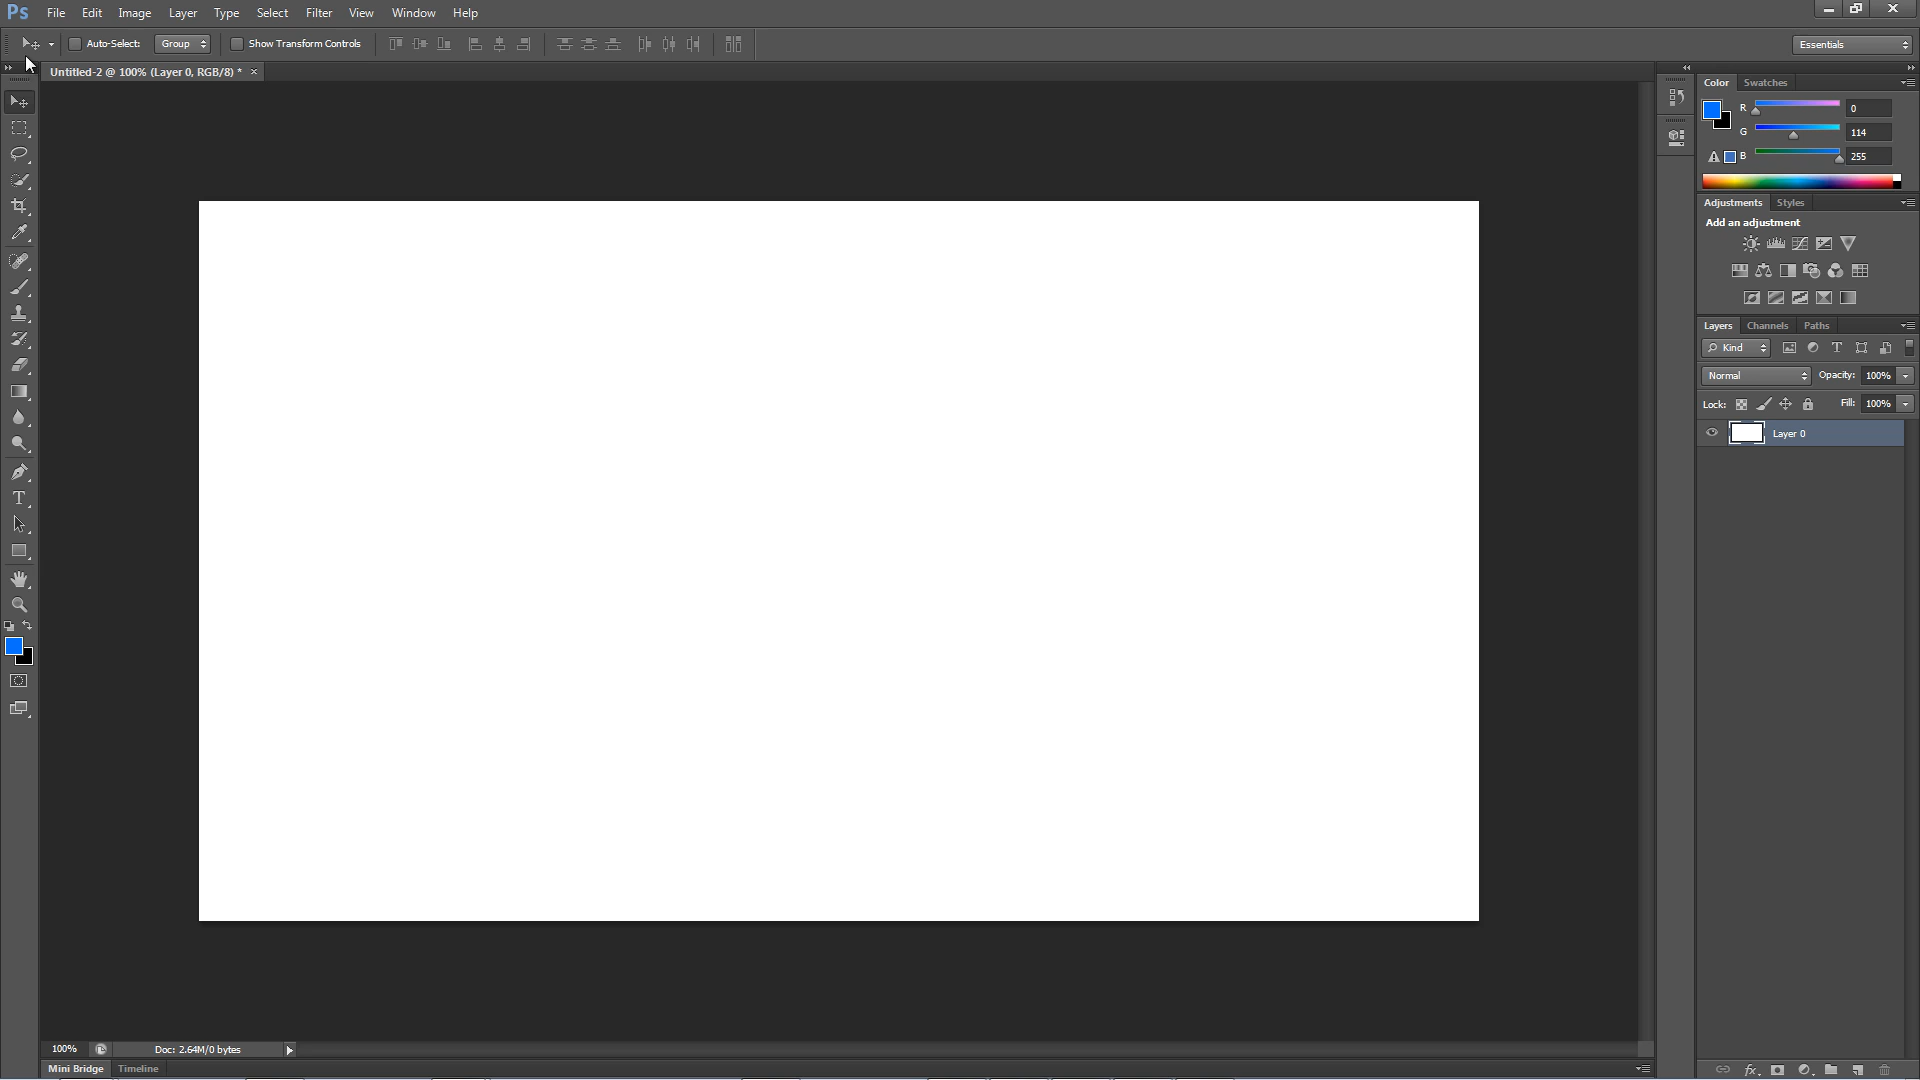 Ps File Edit Image Layer Type Select Filter View Window Help
Auto-Select: Group Show Transform Controls Essentials
Untitled-2 @ 100% (Layer 0, RGB/8) * ×
Color Swatches
R 0
G 114
B 255
Adjustments Styles
Add an adjustment
Layers Channels Paths
Kind
Normal Opacity: 100%
Lock: Fill: 100%
Layer 0
100% Doc: 2.64M/0 bytes
Mini Bridge Timeline